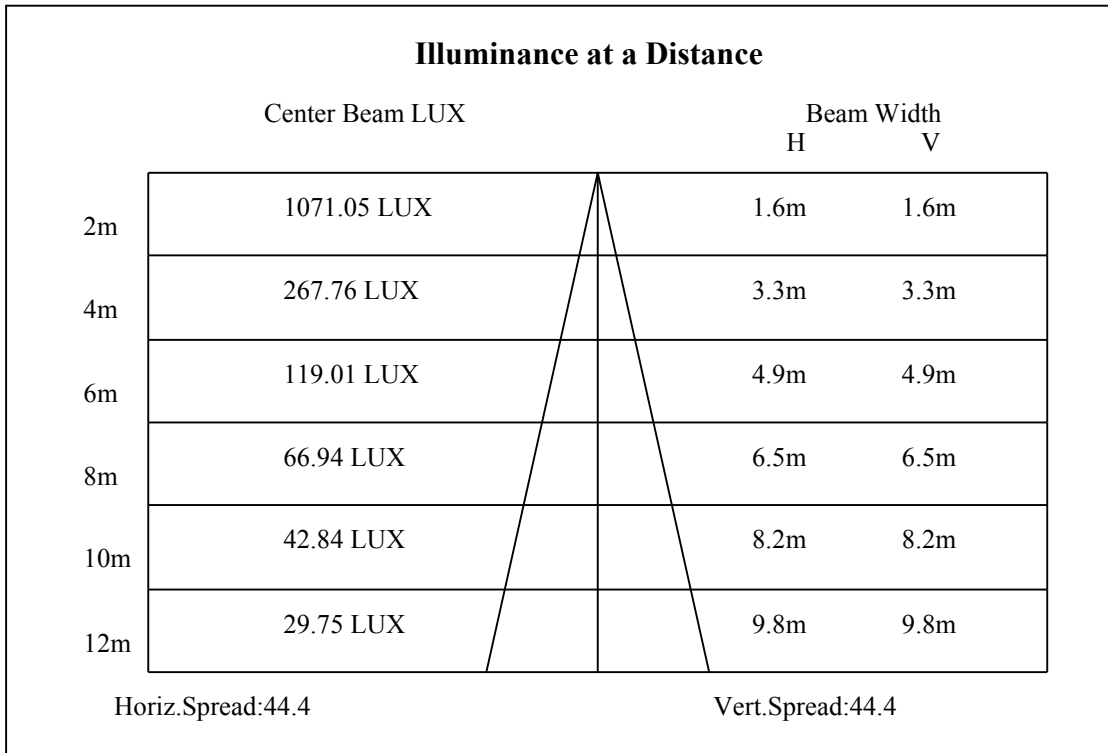 Illuminance at a Distance
Center Beam LUX Beam Width
H V
2m 1071.05 LUX 1.6m 1.6m
4m 267.76 LUX 3.3m 3.3m
6m 119.01 LUX 4.9m 4.9m
8m 66.94 LUX 6.5m 6.5m
10m 42.84 LUX 8.2m 8.2m
12m 29.75 LUX 9.8m 9.8m
Horiz.Spread:44.4 Vert.Spread:44.4